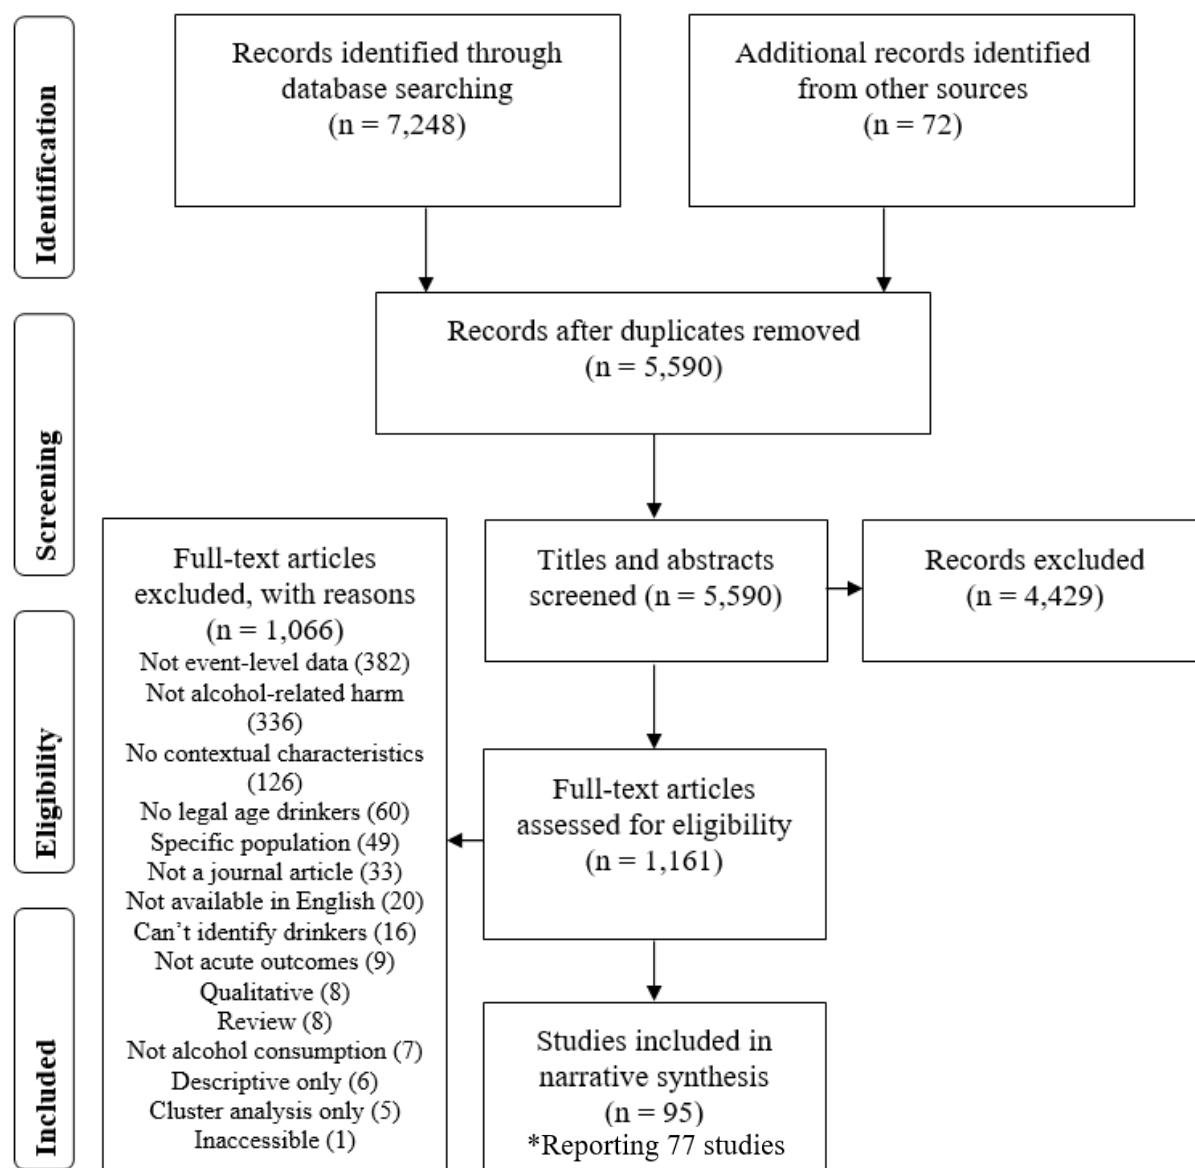 Identification
Records identified through
database searching
(n = 7,248)
Additional records identified
from other sources
(n = 72)
Records after duplicates removed
(n = 5,590)
Screening
Titles and abstracts
screened (n = 5,590)
Records excluded
(n = 4,429)
Eligibility
Full-text articles
assessed for eligibility
(n = 1,161)
Full-text articles
excluded, with reasons
(n = 1,066)
Not event-level data (382)
Not alcohol-related harm
(336)
No contextual characteristics
(126)
No legal age drinkers (60)
Specific population (49)
Not a journal article (33)
Not available in English (20)
Can’t identify drinkers (16)
Not acute outcomes (9)
Qualitative (8)
Review (8)
Not alcohol consumption (7)
Descriptive only (6)
Cluster analysis only (5)
Inaccessible (1)
Included
Studies included in
narrative synthesis
(n = 95)
*Reporting 77 studies